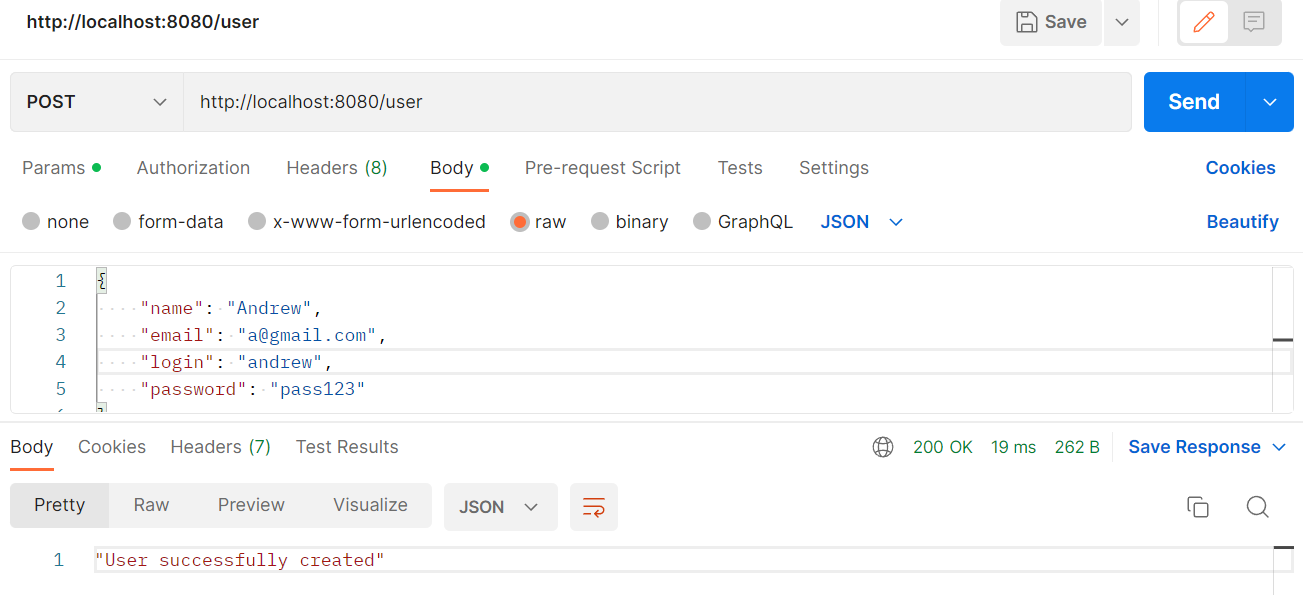 http://localhost:8080/user Save
POST http://localhost:8080/user Send
Params Authorization Headers (8) Body Pre-request Script Tests Settings Cookies
none form-data x-www-form-urlencoded raw binary GraphQL JSON Beautify
1 {
2 "name": "Andrew",
3 "email": "a@gmail.com",
4 "login": "andrew",
5 "password": "pass123"
Body Cookies Headers (7) Test Results 200 OK 19 ms 262 B Save Response
Pretty Raw Preview Visualize JSON
1 "User successfully created"